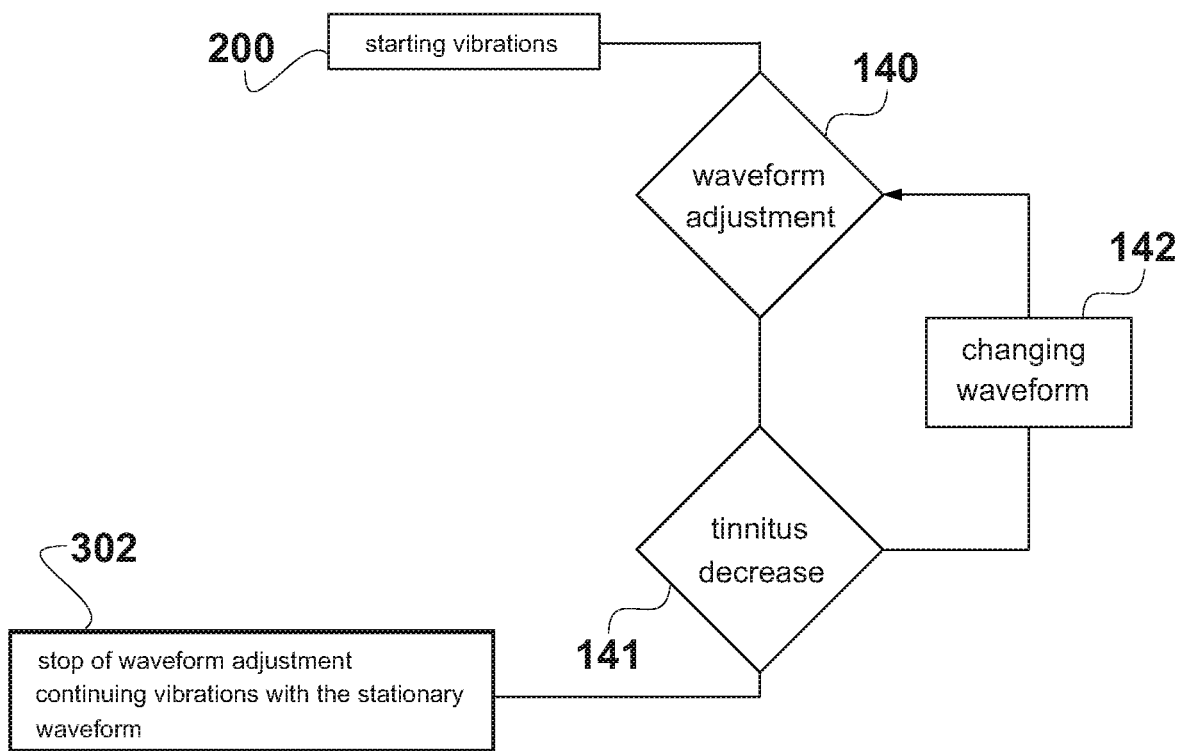 200
starting vibrations
140
waveform
adjustment
142
changing
waveform
tinnitus
decrease
141
302
stop of waveform adjustment
continuing vibrations with the stationary
waveform